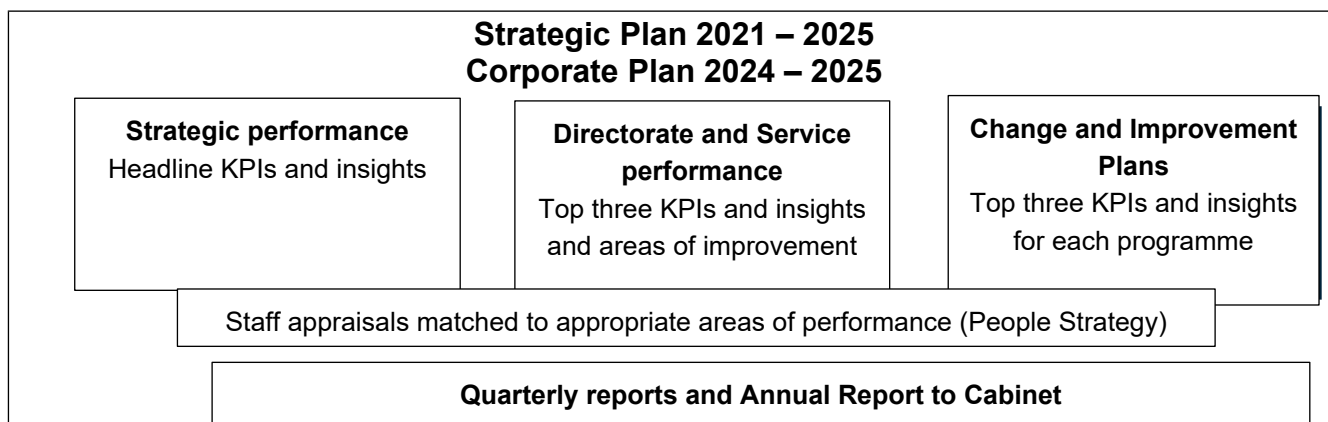 Strategic Plan 2021 – 2025
Corporate Plan 2024 – 2025
Strategic performance
Headline KPIs and insights
Directorate and Service
performance
Top three KPIs and insights
and areas of improvement
Change and Improvement
Plans
Top three KPIs and insights
for each programme
Staff appraisals matched to appropriate areas of performance (People Strategy)
Quarterly reports and Annual Report to Cabinet